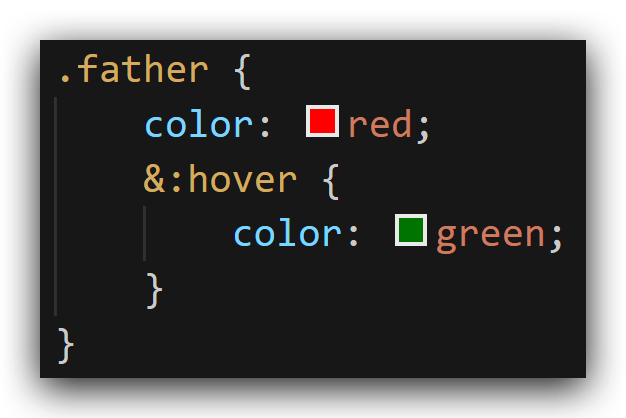 .father {
    color: red;
    &:hover {
        color: green;
    }
}